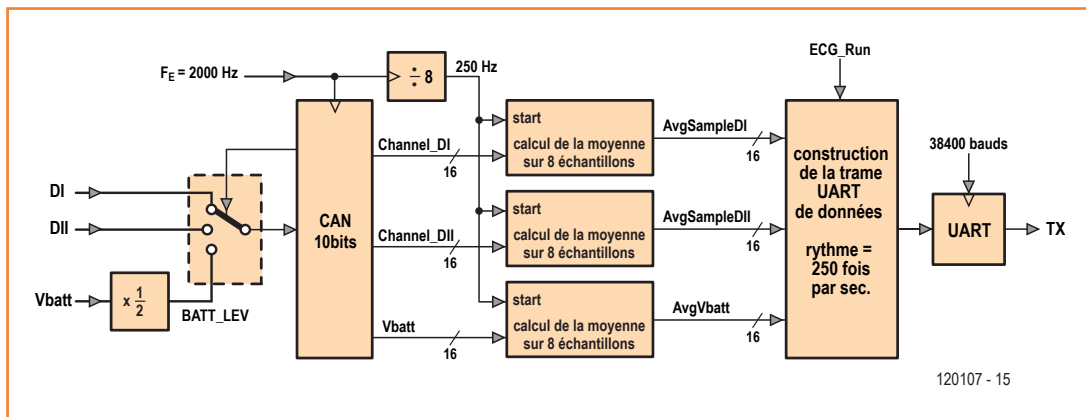 ECG_Run
F_E = 2000 Hz
÷ 8
250 Hz
start
calcul de la moyenne
sur 8 échantillons
AvgSampleDI
16
Channel_DI
16
38400 bauds
DI
DII
CAN
10bits
start
calcul de la moyenne
sur 8 échantillons
AvgSampleDII
16
Channel_DII
16
construction
de la trame
UART
de données
rythme =
250 fois
par sec.
UART
TX
Vbatt
x 1/2
BATT_LEV
Vbatt
16
start
calcul de la moyenne
sur 8 échantillons
AvgVbatt
16
120107 - 15